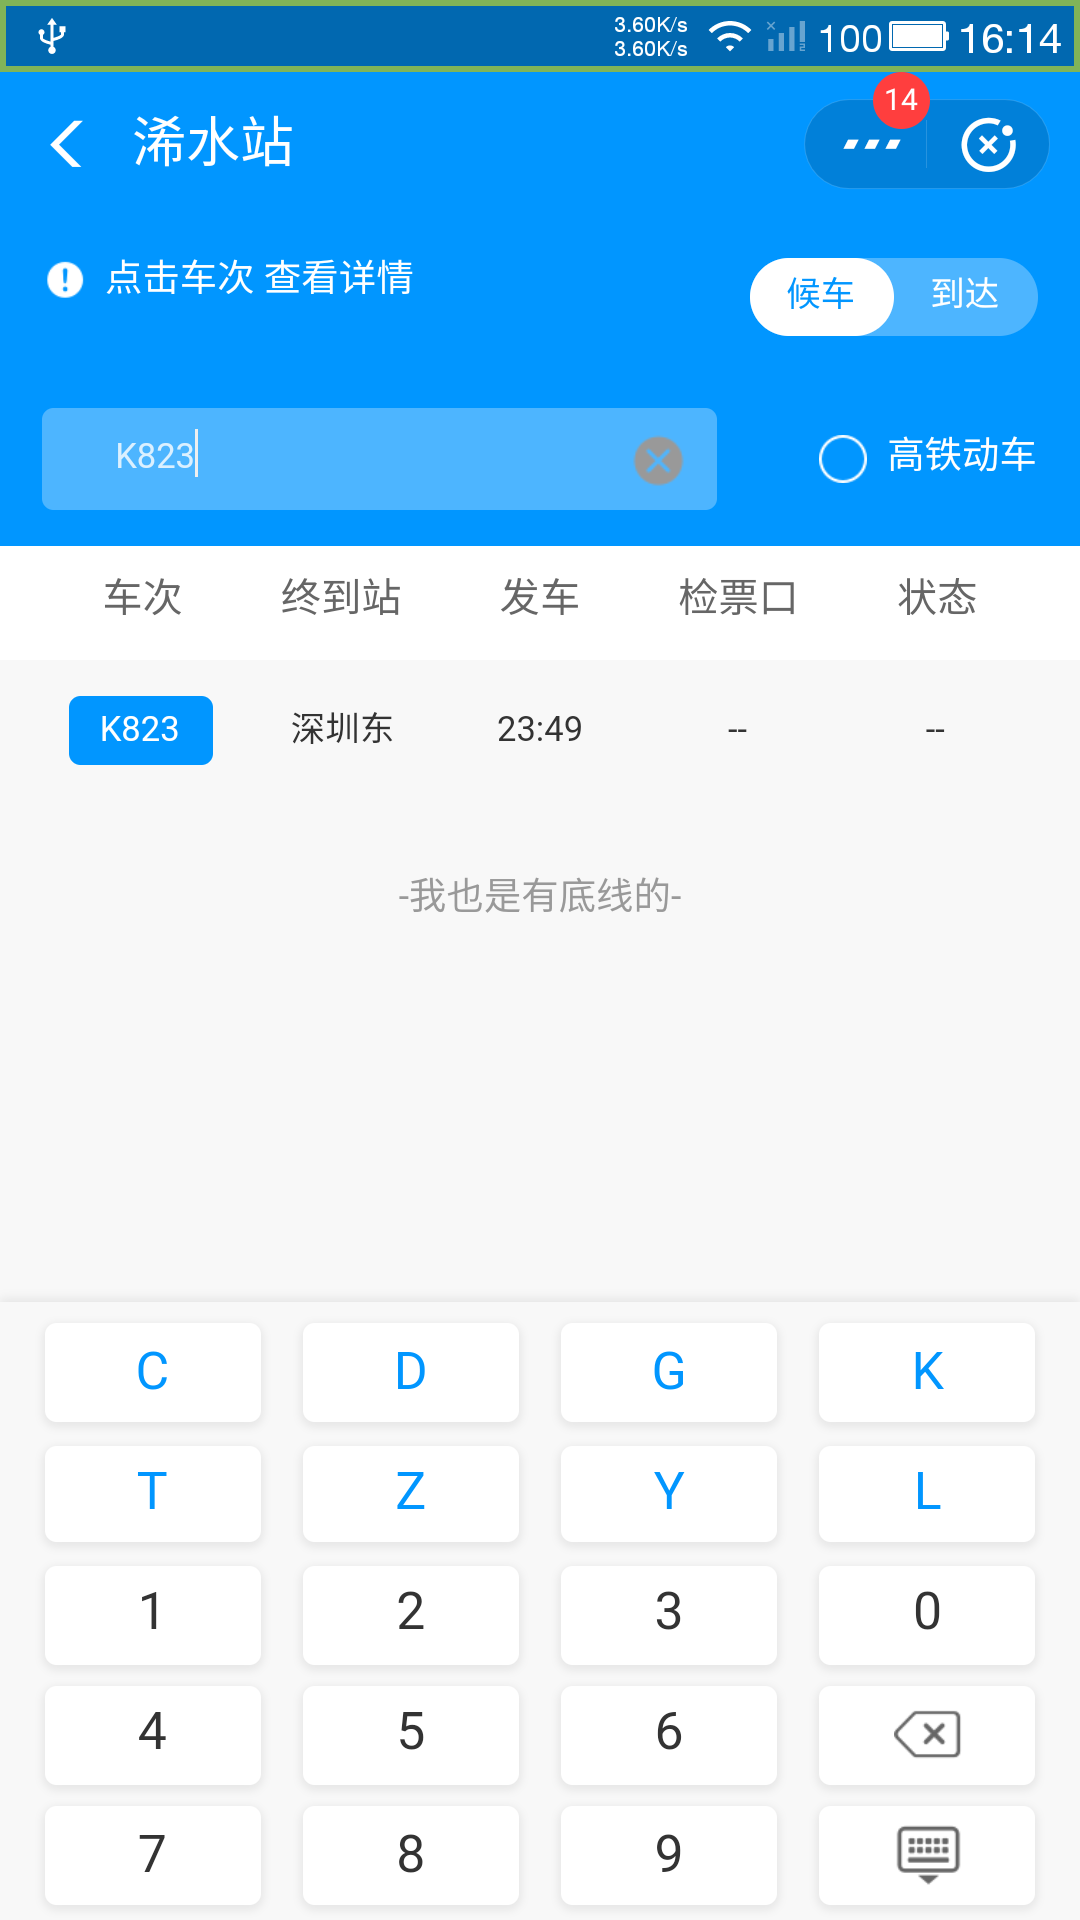 3.60K/s
3.60K/s
100
16:14
浠水站
14
点击车次 查看详情
候车
到达
K823
高铁动车
车次 终到站 发车 检票口 状态
K823 深圳东 23:49 -- --
-我也是有底线的-
C D G K
T Z Y L
1 2 3 0
4 5 6
7 8 9